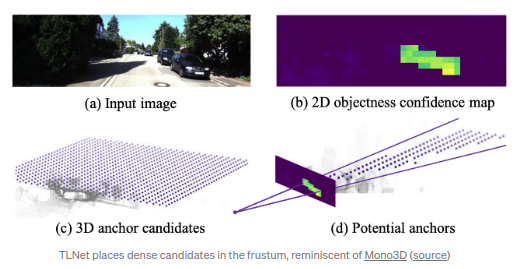 (a) Input image
(b) 2D objectness confidence map
(c) 3D anchor candidates
(d) Potential anchors
TLNet places dense candidates in the frustum, reminiscent of Mono3D (source)